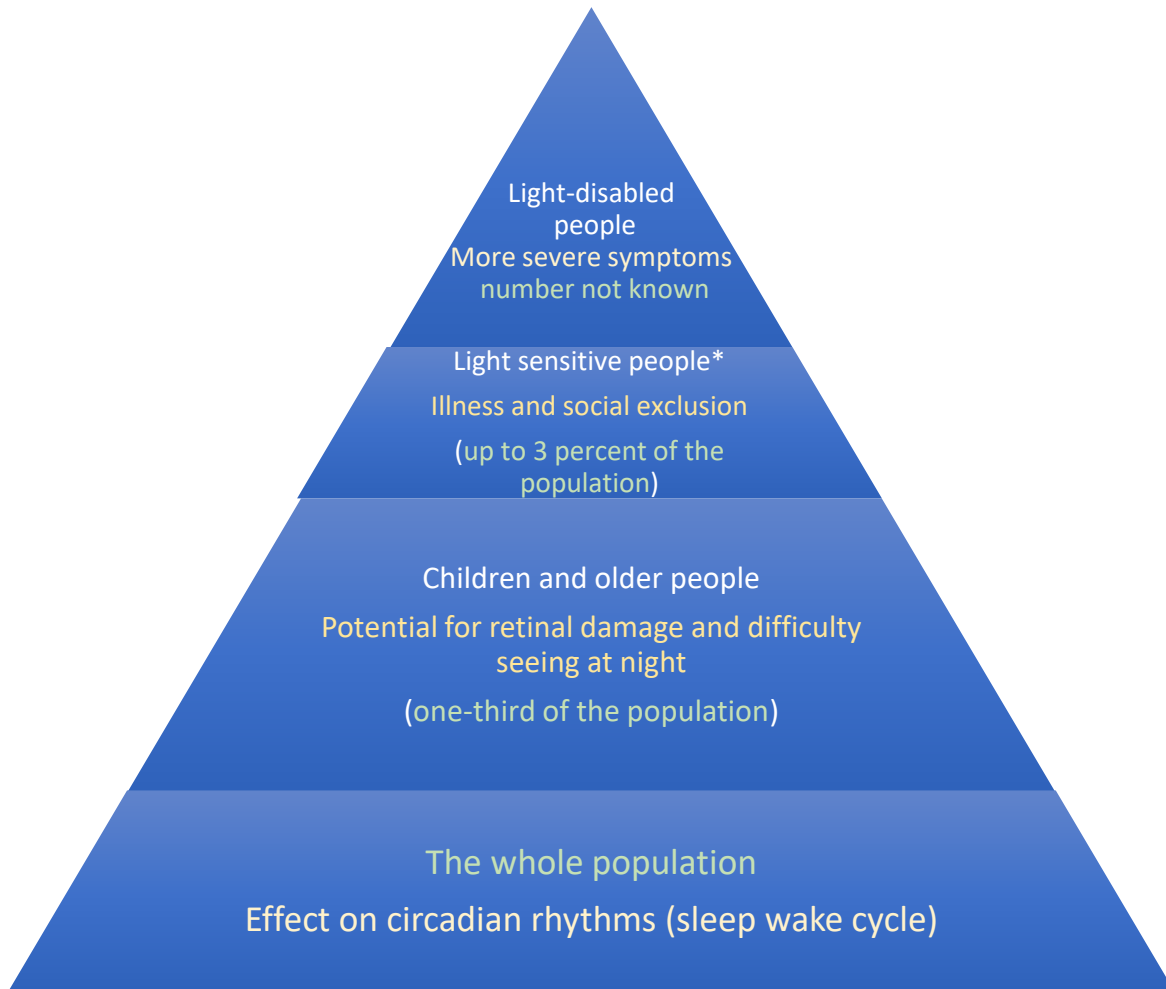 Light-disabled
people
More severe symptoms
number not known
Light sensitive people*
Illness and social exclusion
(up to 3 percent of the
population)
Children and older people
Potential for retinal damage and difficulty
seeing at night
(one-third of the population)
The whole population
Effect on circadian rhythms (sleep wake cycle)